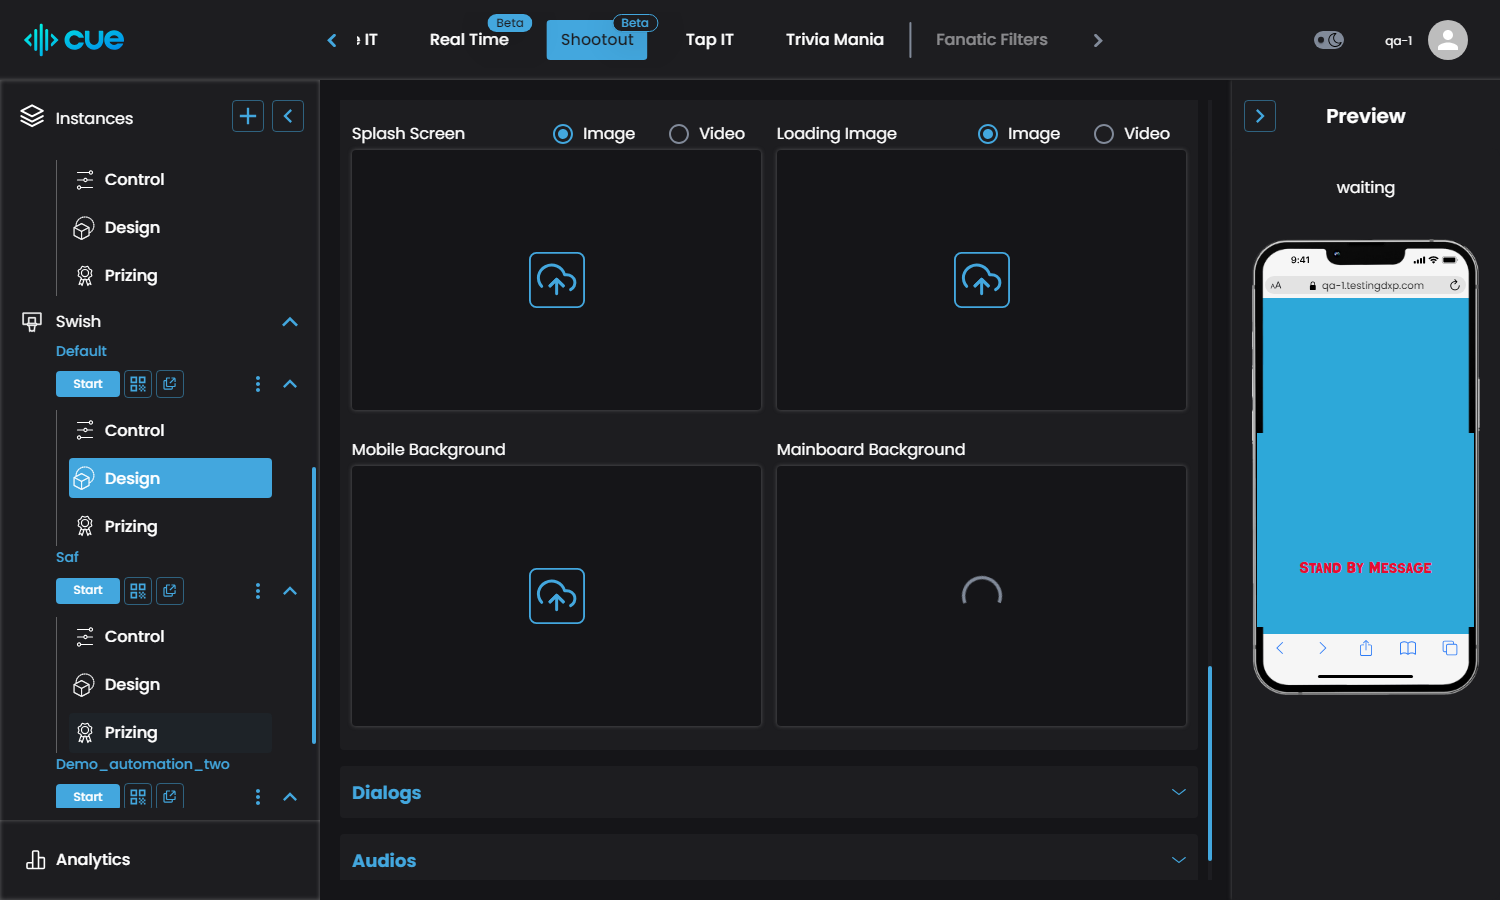 cue
e IT
Real Time
Beta
Shootout
Beta
Tap IT
Trivia Mania
Fanatic Filters
qa-1
Instances
Control
Design
Prizing
Swish
Default
Start
Control
Design
Prizing
Saf
Start
Control
Design
Prizing
Demo_automation_two
Start
Analytics
Splash Screen
Image
Video
Loading Image
Image
Video
Mobile Background
Mainboard Background
Dialogs
Audios
Preview
waiting
9:41
AA
qa-1.testingdxp.com
Stand By Message